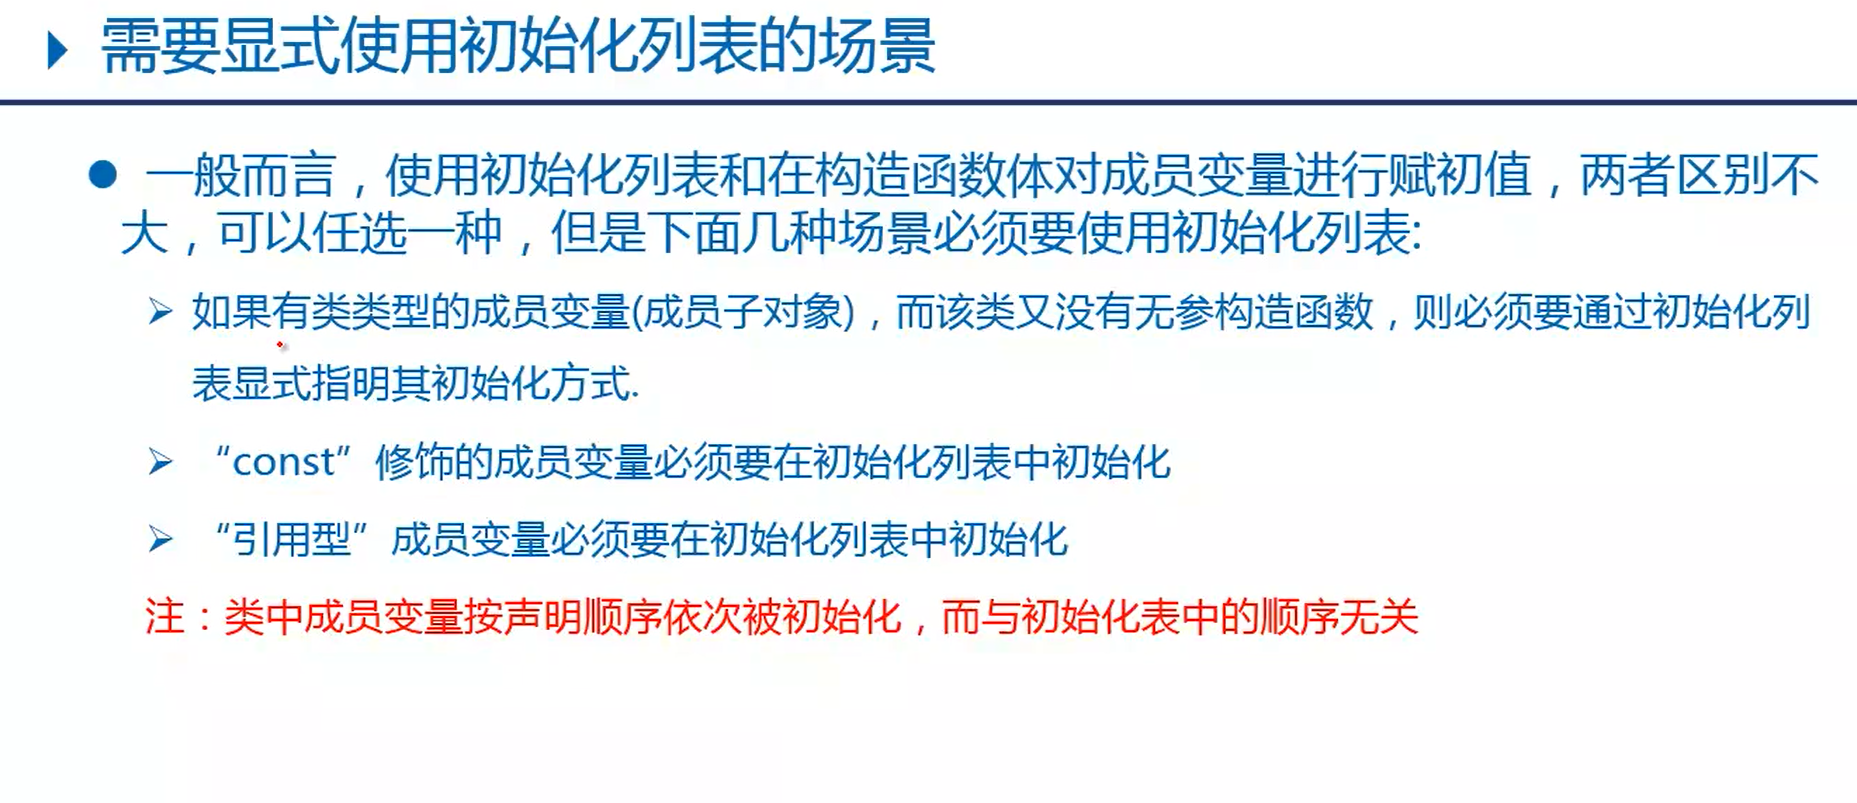 需要显式使用初始化列表的场景
一般而言，使用初始化列表和在构造函数体对成员变量进行赋初值，两者区别不
大，可以任选一种，但是下面几种场景必须要使用初始化列表:
如果有类类型的成员变量(成员子对象)，而该类又没有无参构造函数，则必须要通过初始化列
表显式指明其初始化方式.
“const”修饰的成员变量必须要在初始化列表中初始化
“引用型”成员变量必须要在初始化列表中初始化
注：类中成员变量按声明顺序依次被初始化，而与初始化表中的顺序无关